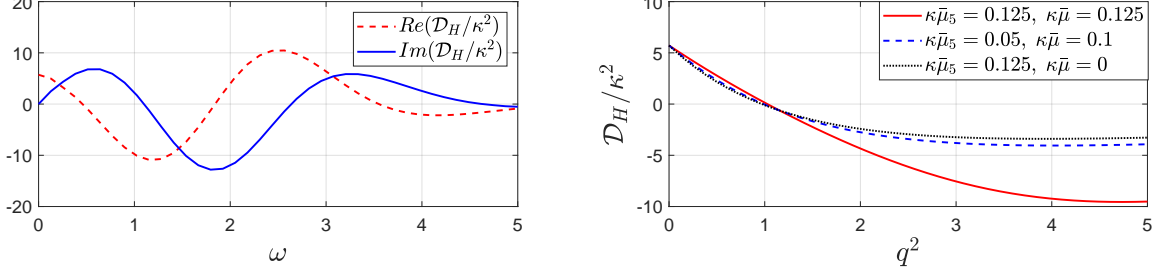 20
10
0
-10
-20
0 1 2 3 4 5
ω
Re(𝒟_H/κ²)
Im(𝒟_H/κ²)
10
5
0
-5
-10
0 1 2 3 4 5
q²
𝒟_H/κ²
κμ̄₅ = 0.125, κμ̄ = 0.125
κμ̄₅ = 0.05, κμ̄ = 0.1
κμ̄₅ = 0.125, κμ̄ = 0